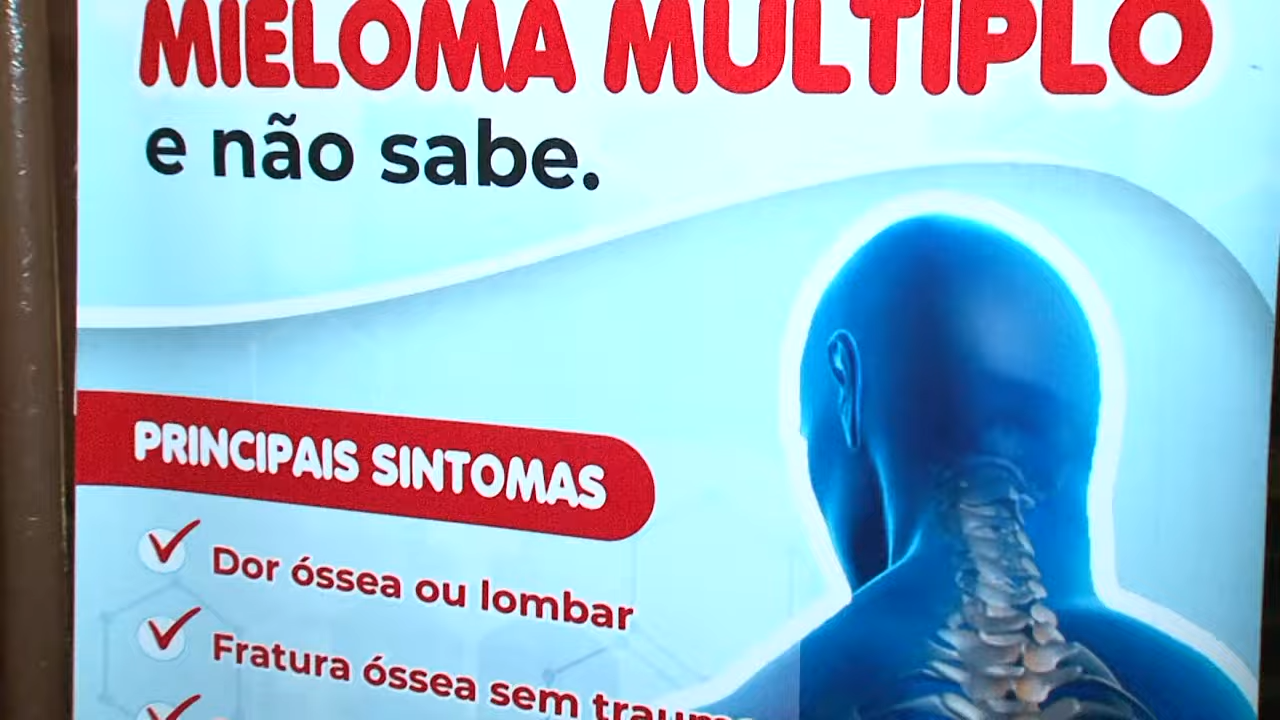 MIELOMA MÚLTIPLO
e não sabe.
PRINCIPAIS SINTOMAS
Dor óssea ou lombar
Fratura óssea sem